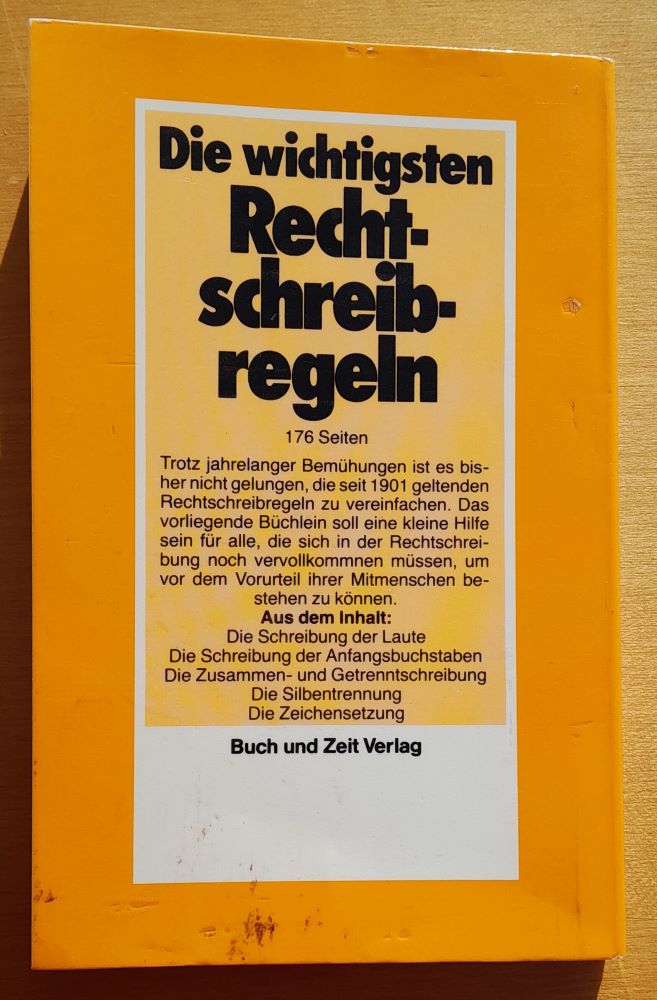 Die wichtigsten
Recht-
schreib-
regeln
176 Seiten
Trotz jahrelanger Bemühungen ist es bis-
her nicht gelungen, die seit 1901 geltenden
Rechtschreibregeln zu vereinfachen. Das
vorliegende Büchlein soll eine kleine Hilfe
sein für alle, die sich in der Rechtschrei-
bung noch vervollkommnen müssen, um
vor dem Vorurteil ihrer Mitmenschen be-
stehen zu können.
Aus dem Inhalt:
Die Schreibung der Laute
Die Schreibung der Anfangsbuchstaben
Die Zusammen- und Getrenntschreibung
Die Silbentrennung
Die Zeichensetzung
Buch und Zeit Verlag